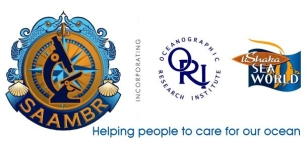 SAAMBR
INCORPORATING
OCEANOGRAPHIC
RESEARCH INSTITUTE
ORI
uShaka
SEA
WORLD
Helping people to care for our ocean